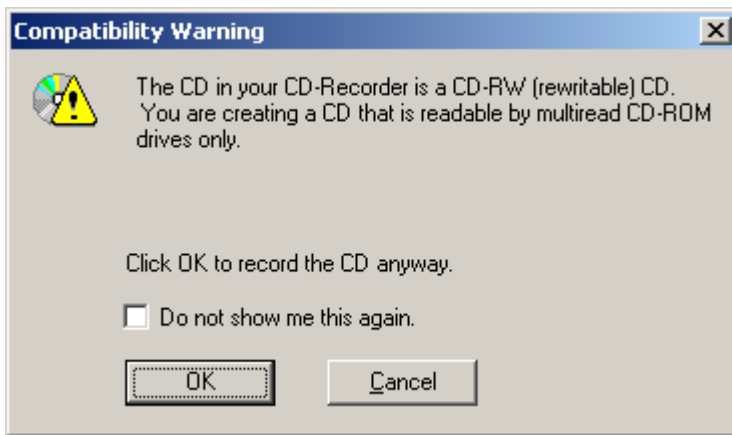 Compatibility Warning
The CD in your CD-Recorder is a CD-RW (rewritable) CD.
You are creating a CD that is readable by multiread CD-ROM
drives only.
Click OK to record the CD anyway.
Do not show me this again.
OK
Cancel